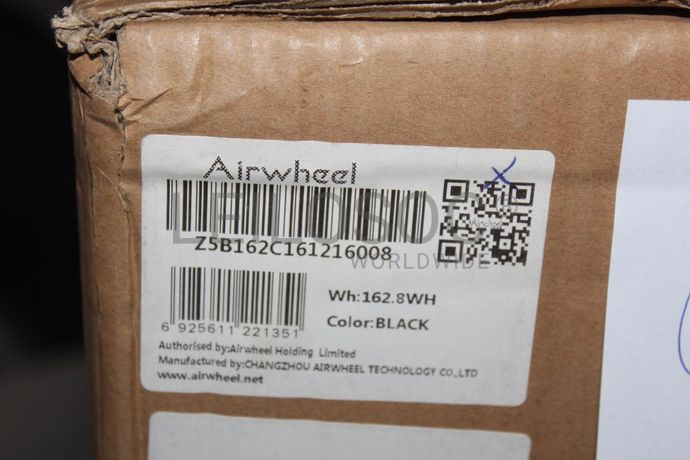 Airwheel
LEILOSOC
WORLDWIDE
Z5B162C161216008
Wh:162.8WH
Color:BLACK
6 925611 221351
Authorised by:Airwheel Holding Limited
Manufactured by:CHANGZHOU AIRWHEEL TECHNOLOGY CO.,LTD
www.airwheel.net